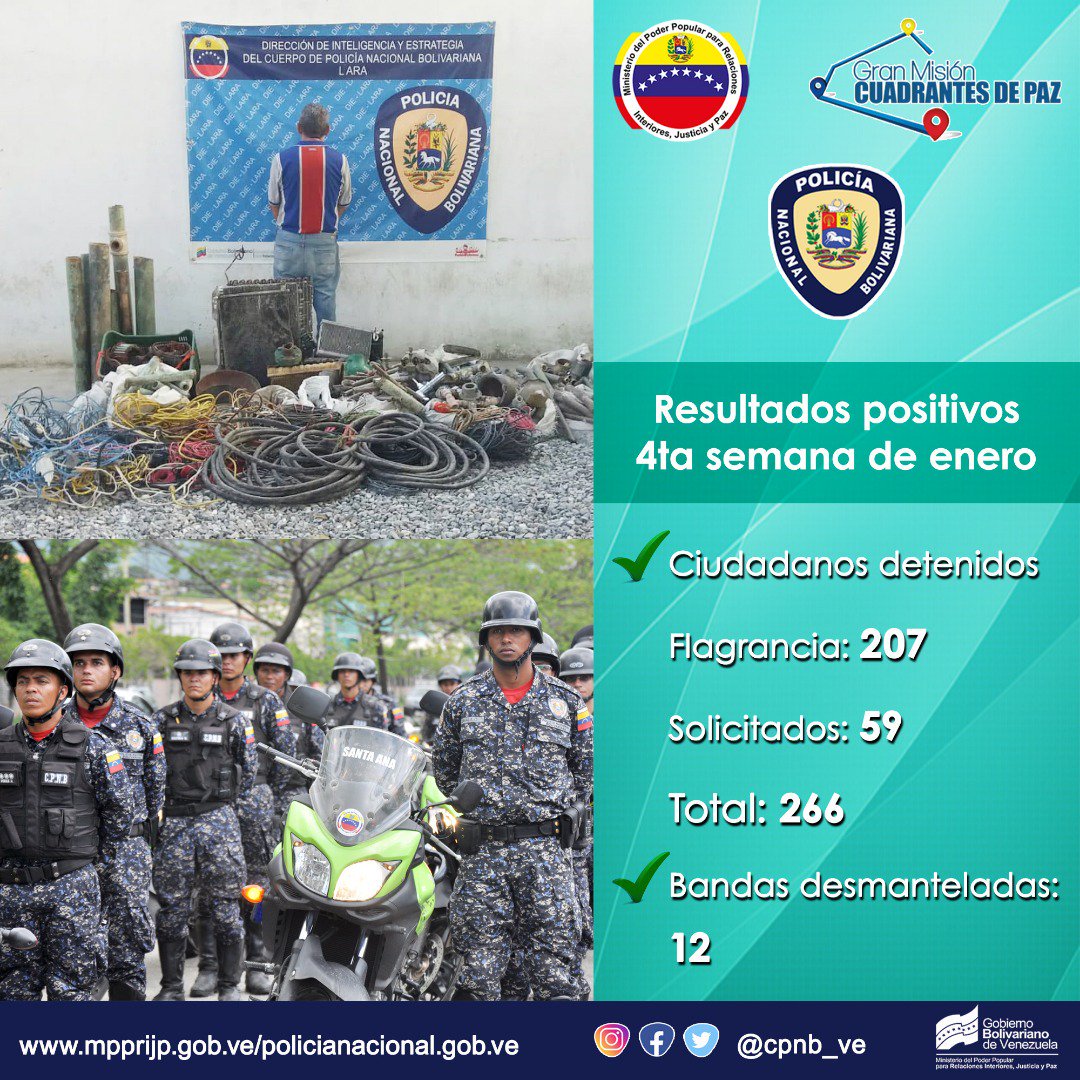 DIRECCIÓN DE INTELIGENCIA Y ESTRATEGIA
DEL CUERPO DE POLICÍA NACIONAL BOLIVARIANA
LARA
POLICIA
NACIONAL
BOLIVARIANA
DIE - LARA
Ministerio del Poder Popular para Relaciones
Interiores, Justicia y Paz
Gran Misión
CUADRANTES DE PAZ
POLICÍA
NACIONAL
BOLIVARIANA
Resultados positivos
4ta semana de enero
Ciudadanos detenidos
Flagrancia: 207
Solicitados: 59
Total: 266
Bandas desmanteladas:
12
C.P.N.B
C.P.N.B
SANTA ANA
www.mpprijp.gob.ve/policianacional.gob.ve
@cpnb_ve
Gobierno
Bolivariano
de Venezuela
Ministerio del Poder Popular
para Relaciones Interiores, Justicia y Paz